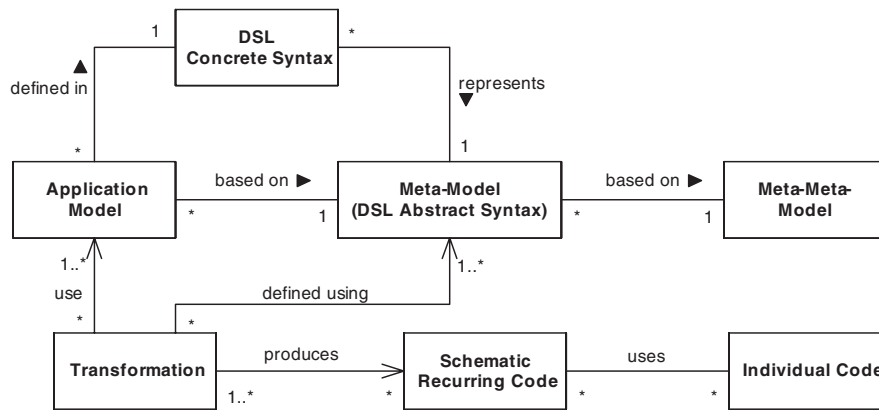 1
DSL
Concrete Syntax
*
▲
defined in
represents
▼
*
1
Application
Model
based on ►
*
1
Meta-Model
(DSL Abstract Syntax)
based on ►
*
1
Meta-Meta-
Model
1..*
1..*
use
defined using
*
*
Transformation
produces
1..*
*
Schematic
Recurring Code
uses
*
*
Individual Code